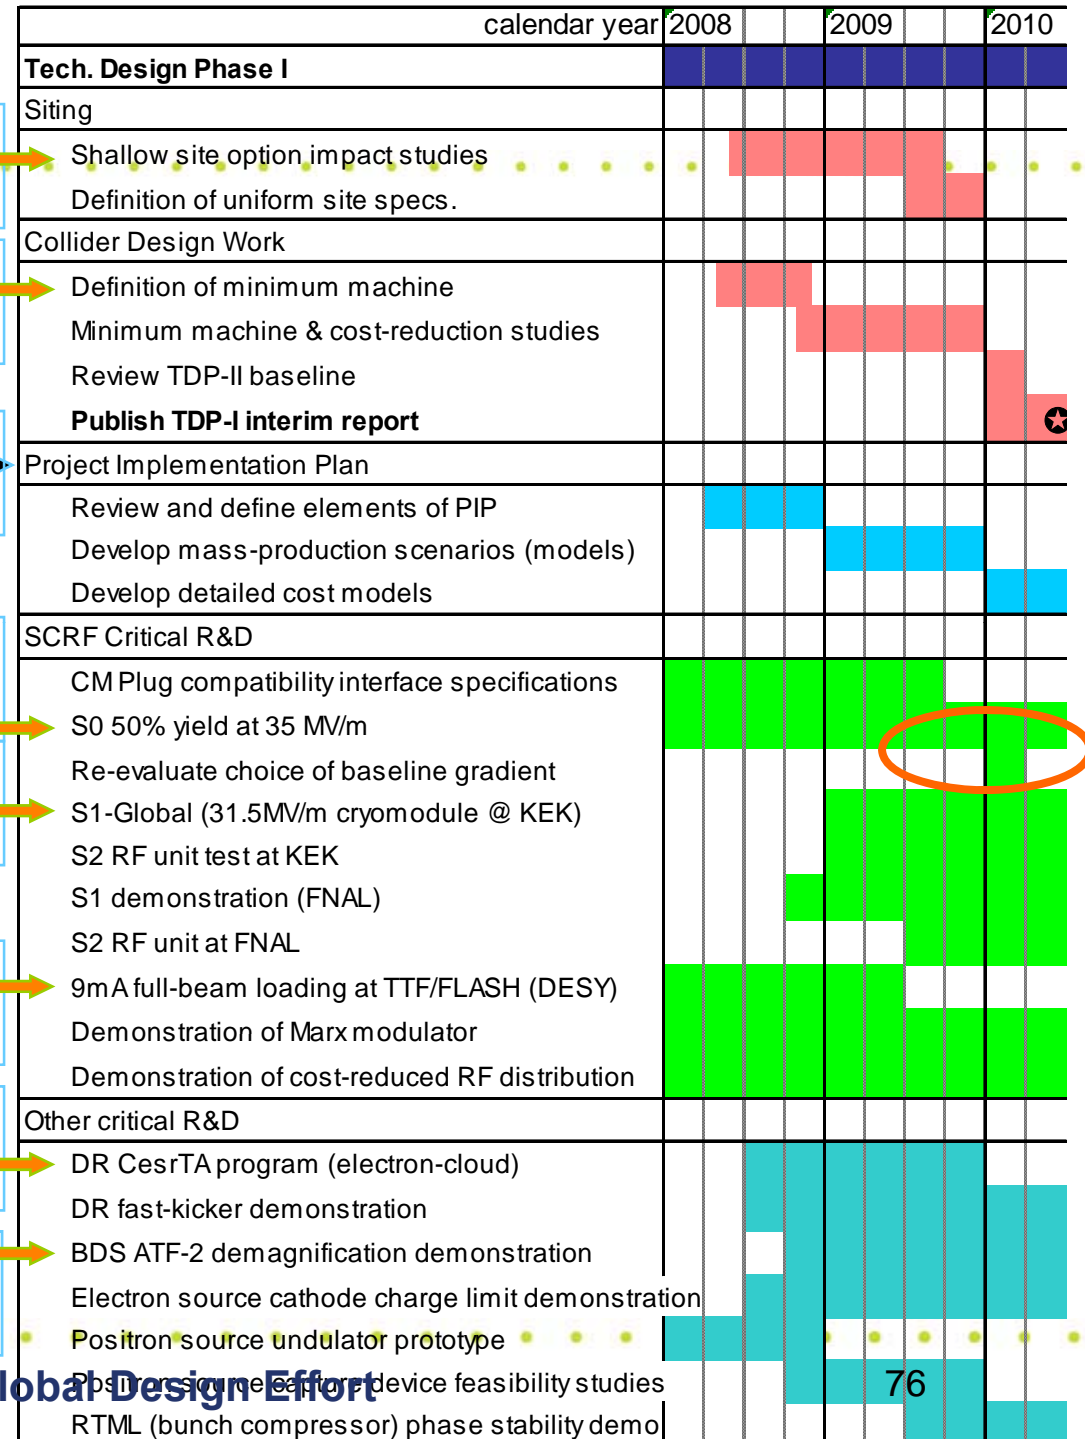 calendar year 2008 2009 2010
Tech. Design Phase I
Siting
Shallow site option impact studies
Definition of uniform site specs.
Collider Design Work
Definition of minimum machine
Minimum machine & cost-reduction studies
Review TDP-II baseline
Publish TDP-I interim report
Project Implementation Plan
Review and define elements of PIP
Develop mass-production scenarios (models)
Develop detailed cost models
SCRF Critical R&D
CM Plug compatibility interface specifications
S0 50% yield at 35 MV/m
Re-evaluate choice of baseline gradient
S1-Global (31.5MV/m cryomodule @ KEK)
S2 RF unit test at KEK
S1 demonstration (FNAL)
S2 RF unit at FNAL
9mA full-beam loading at TTF/FLASH (DESY)
Demonstration of Marx modulator
Demonstration of cost-reduced RF distribution
Other critical R&D
DR CesrTA program (electron-cloud)
DR fast-kicker demonstration
BDS ATF-2 demagnification demonstration
Electron source cathode charge limit demonstration
Positron source undulator prototype
Positron source capture device feasibility studies
lobal Design Effort 76
RTML (bunch compressor) phase stability demo